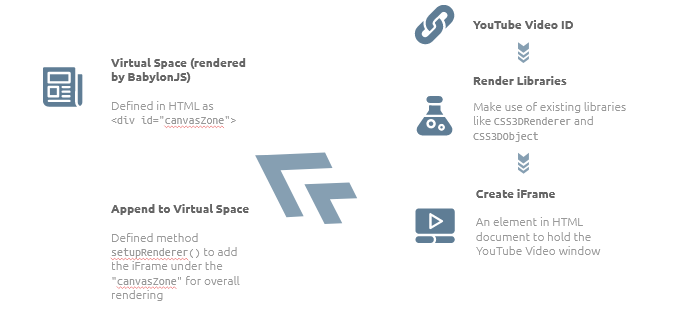 YouTube Video ID
Render Libraries
Make use of existing libraries
like CSS3DRenderer and
CSS3DObject
Create iFrame
An element in HTML
document to hold the
YouTube Video window
Virtual Space (rendered
by BabylonJS)
Defined in HTML as
<div id="canvasZone">
Append to Virtual Space
Defined method
setupRenderer() to add
the iFrame under the
"canvasZone" for overall
rendering